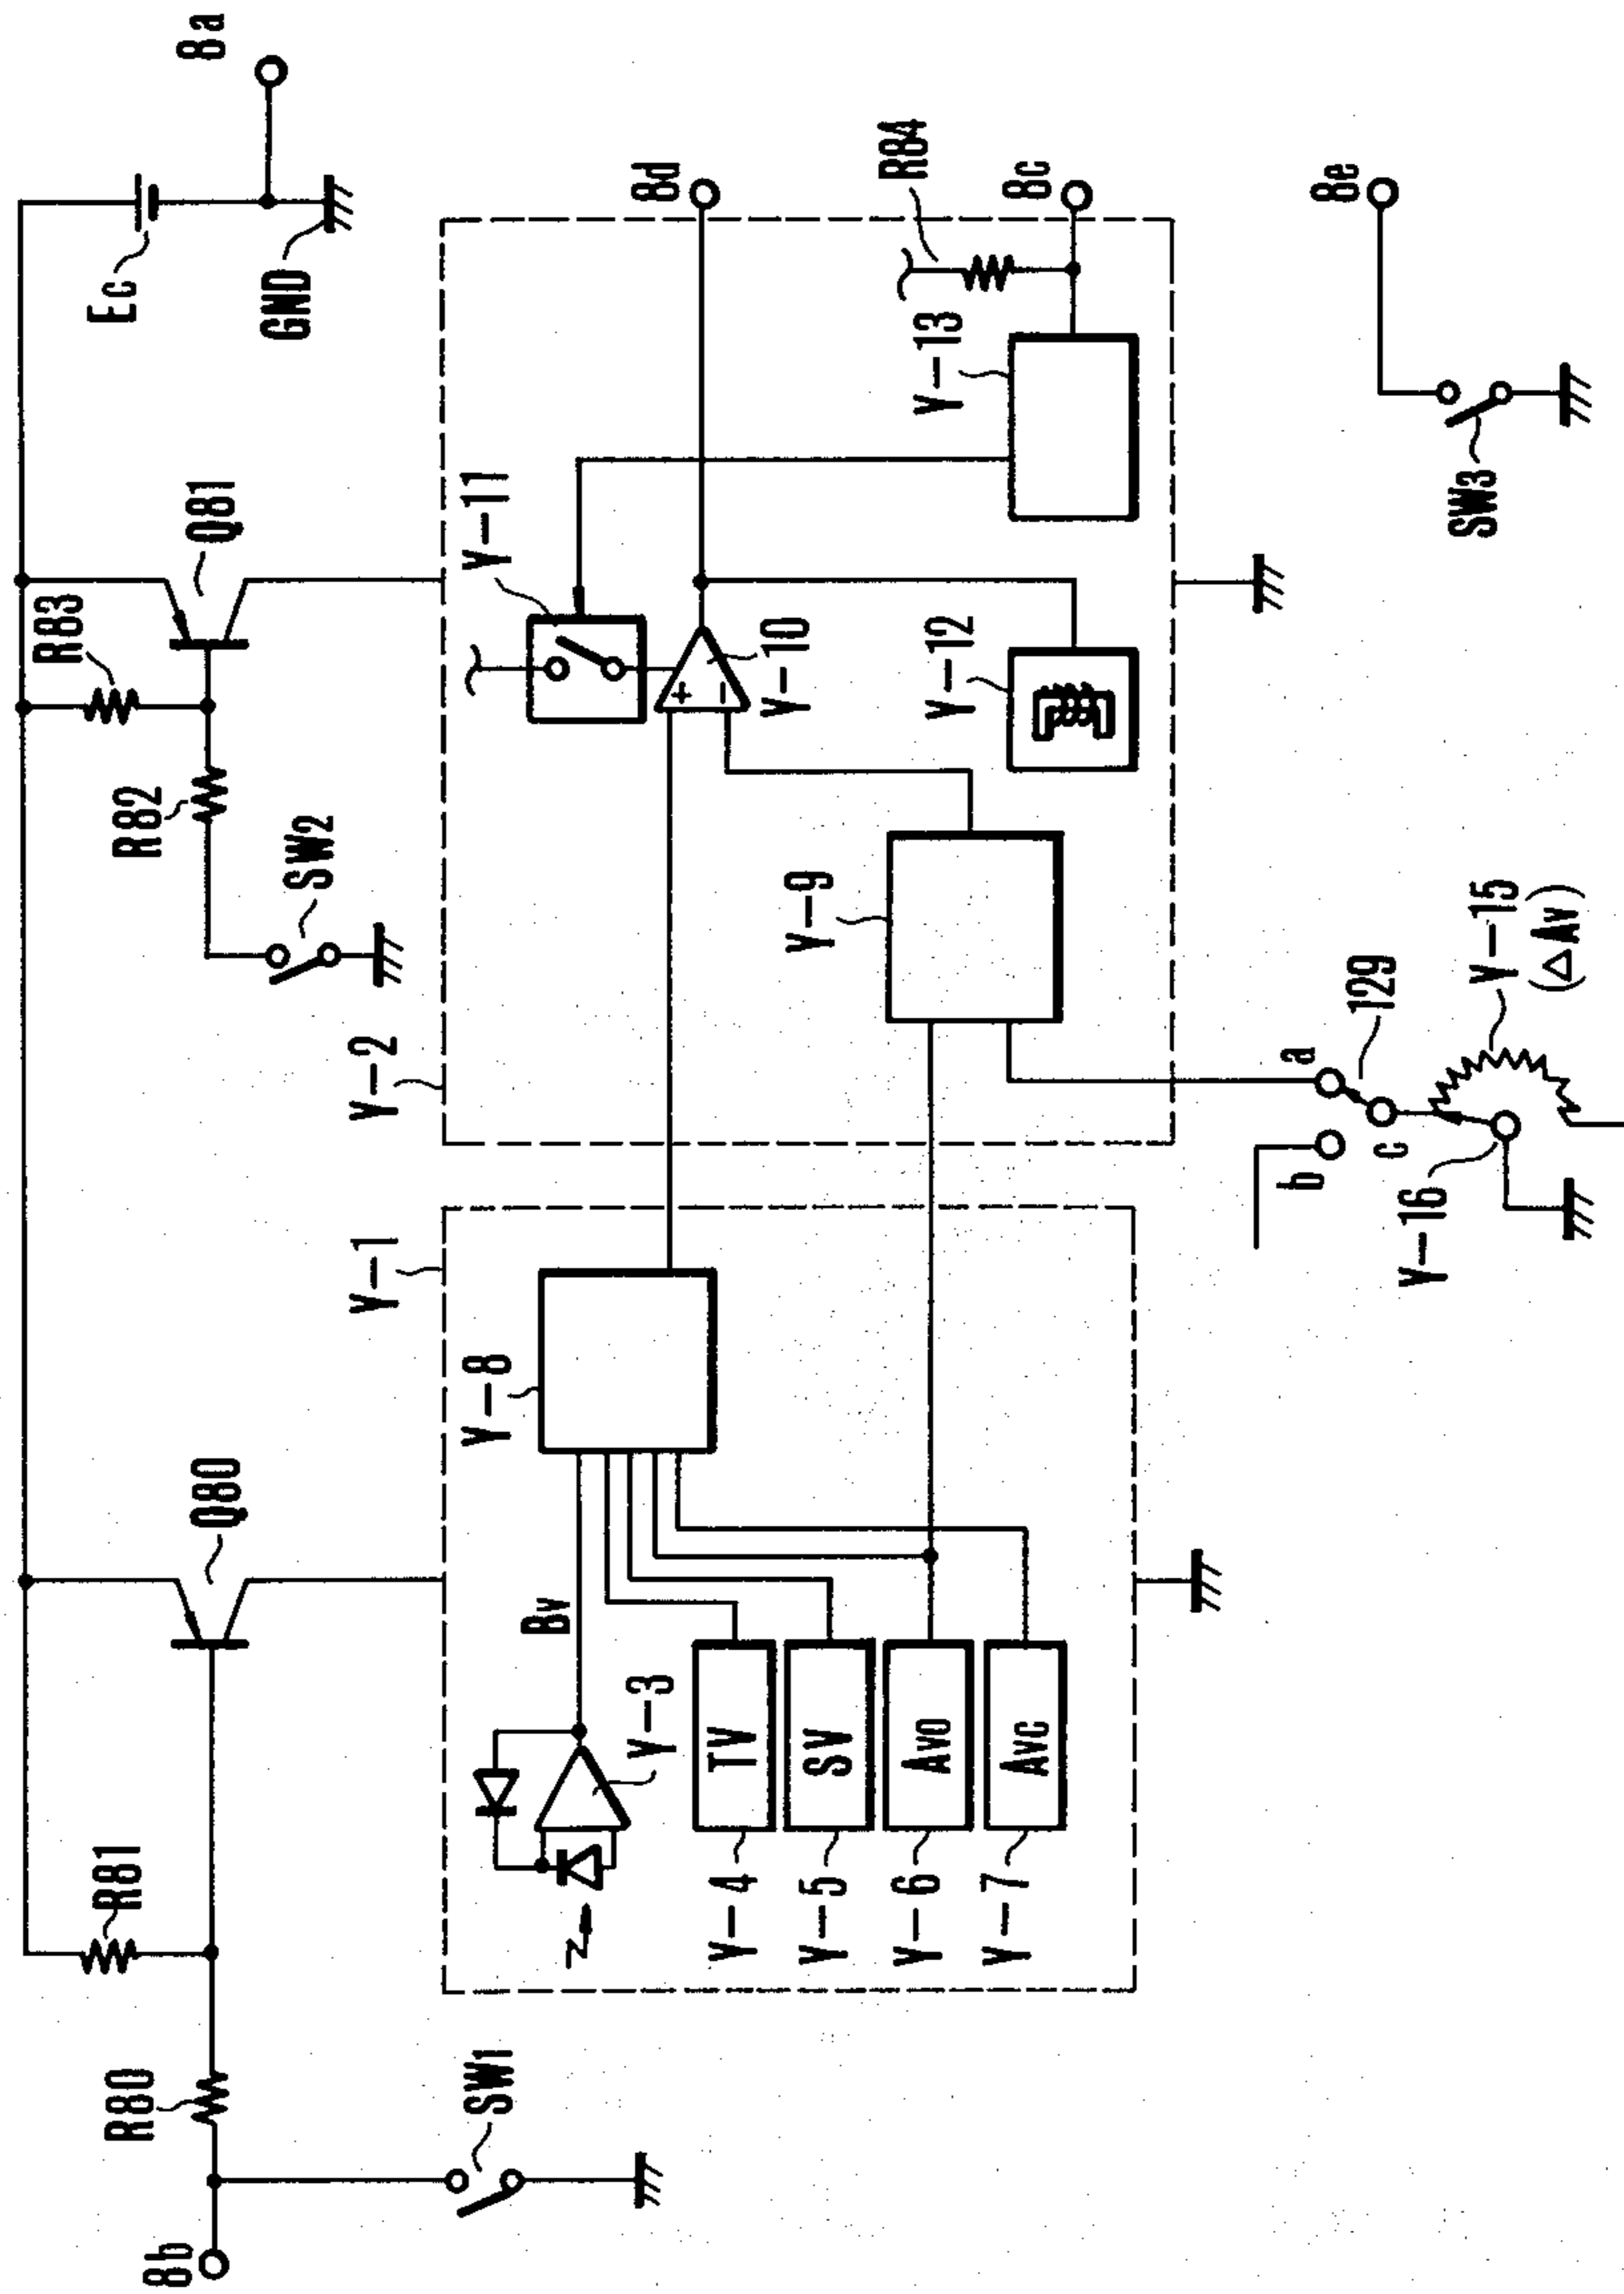 8a
Ec
GND
Q81
R83
R82
SW2
Q80
R81
R80
8b
SW1
8d
R84
8c
8e
SW3
Y-13
Y-11
+
−
Y-10
Y-12
Y-9
Y-2
Y-1
Y-8
Bv
Y-3
TV
SV
Avo
Avc
Y-4
Y-5
Y-6
Y-7
a
b
c
129
Y-15
(△Av)
Y-16